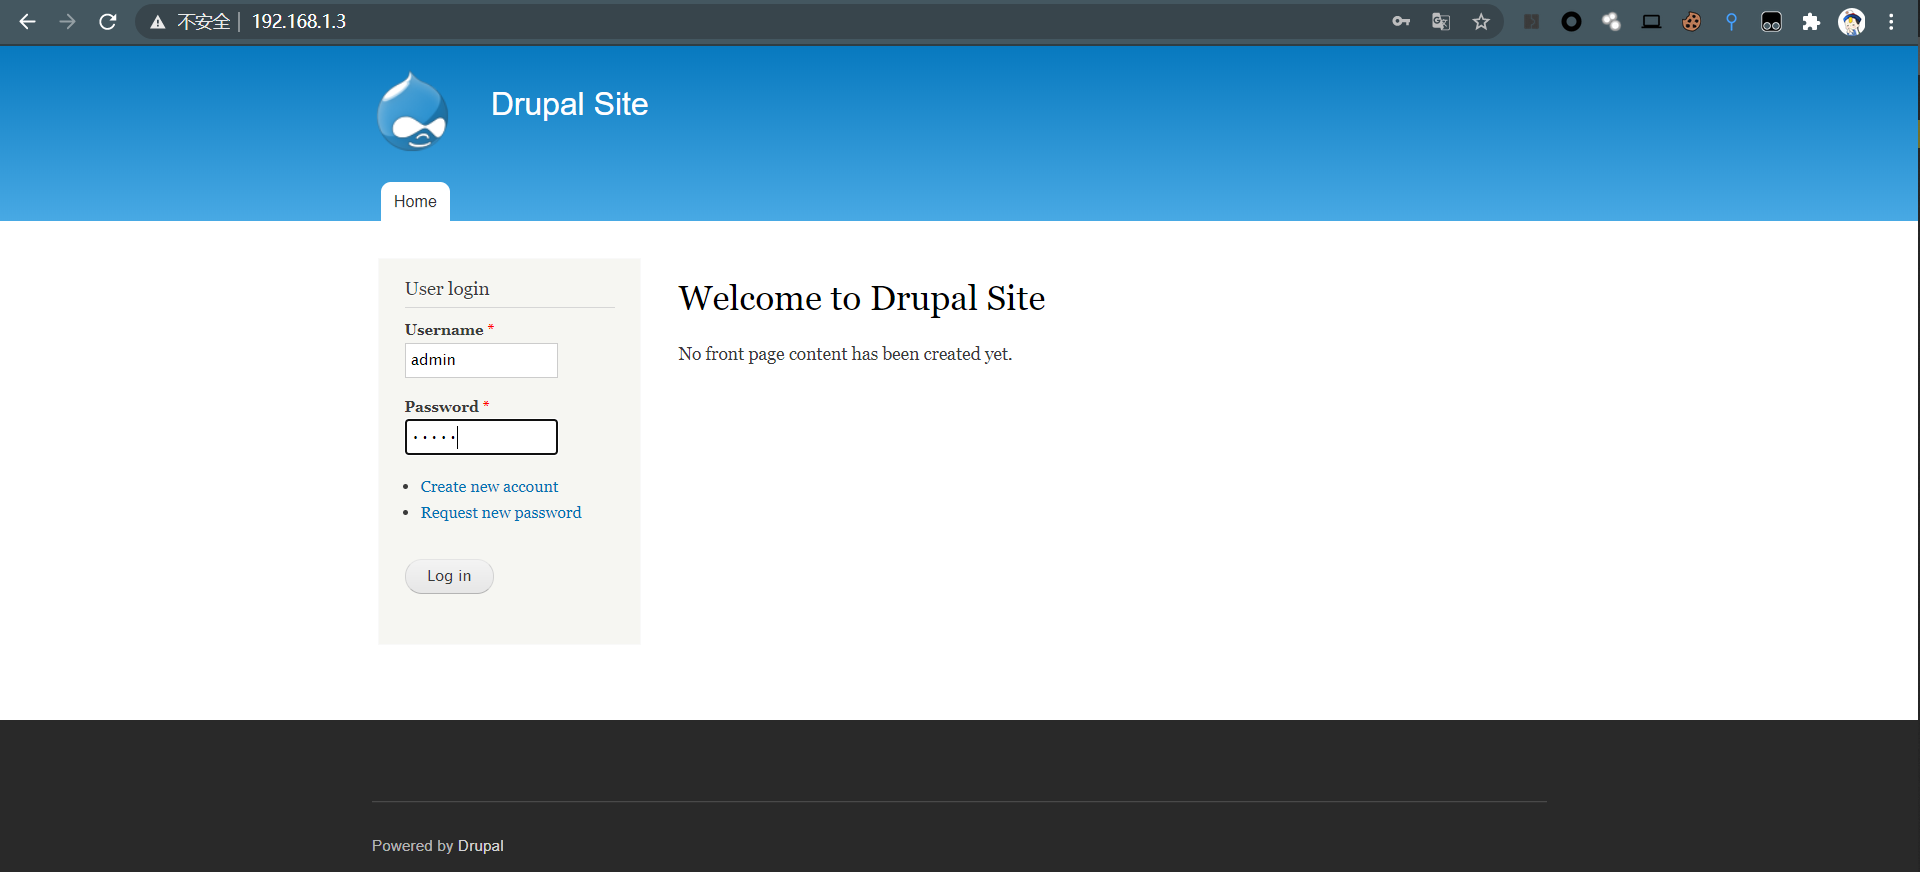 不安全 192.168.1.3
Drupal Site
Home
User login
Username *
admin
Password *
•••••
Create new account
Request new password
Log in
Welcome to Drupal Site
No front page content has been created yet.
Powered by Drupal